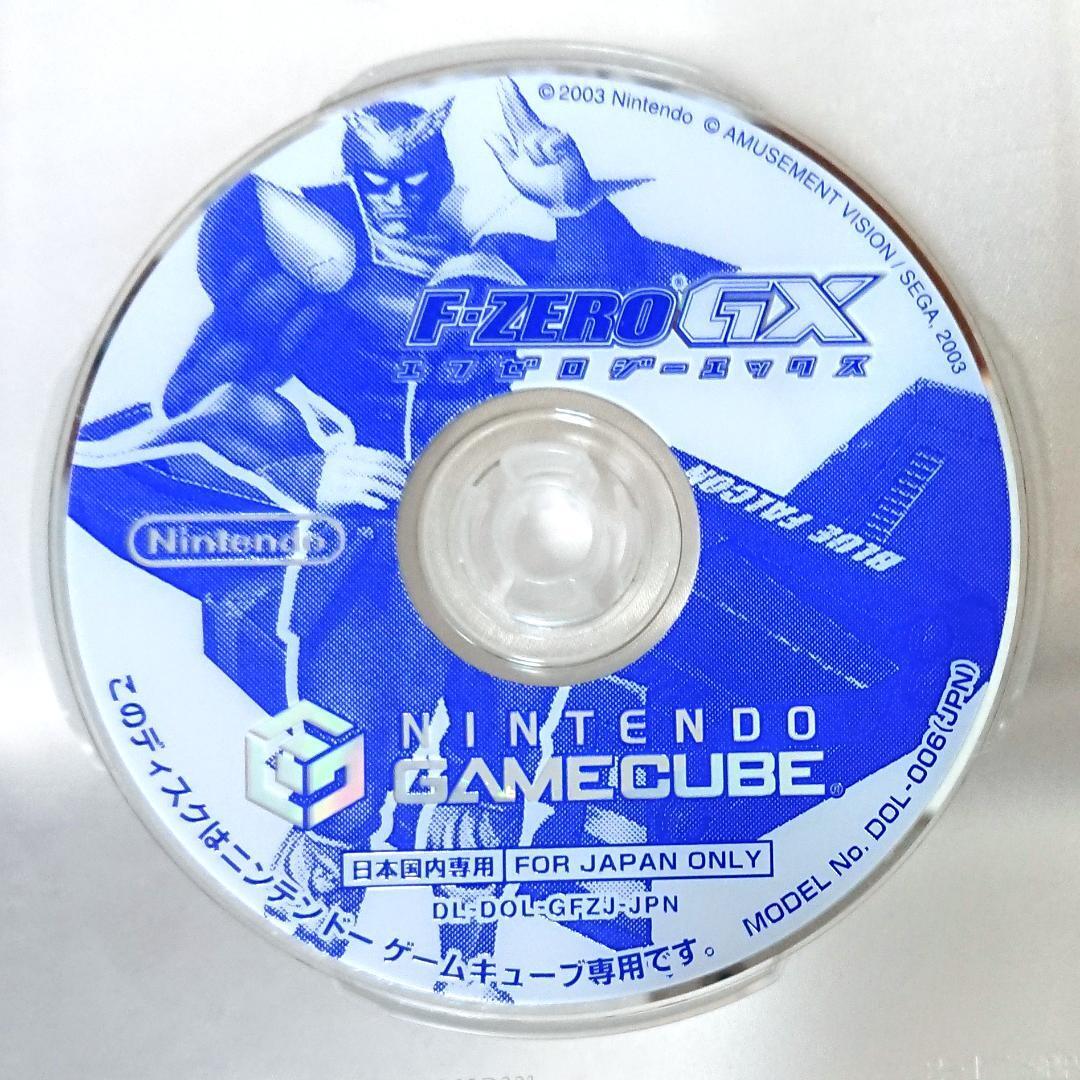 ©2003 Nintendo © AMUSEMENT VISION / SEGA, 2003
F-ZERO® GX
エフゼロジーエックス
BLUE FALCON
Nintendo
NINTENDO
GAMECUBE®
日本国内専用 FOR JAPAN ONLY
DL-DOL-GFZJ-JPN
MODEL No. DOL-006(JPN)
このディスクはニンテンドー ゲームキューブ専用です。